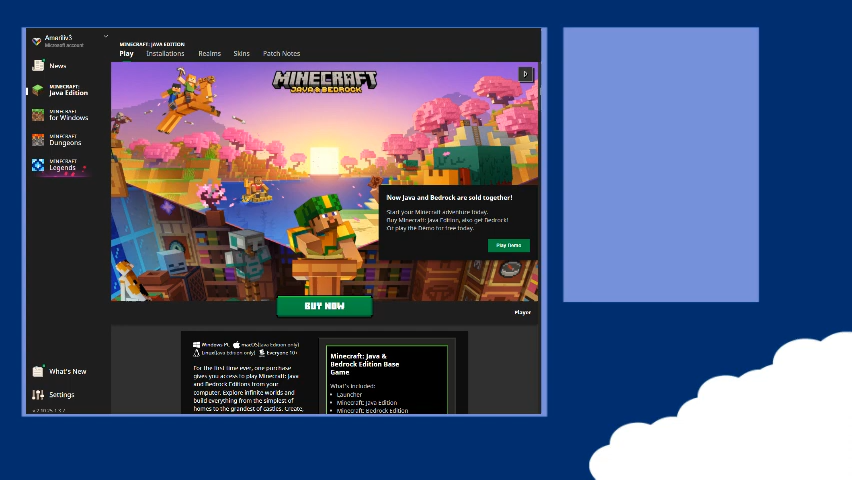 Ameriliv3
Microsoft account
News
MINECRAFT:
Java Edition
MINECRAFT
for Windows
MINECRAFT
Dungeons
MINECRAFT
Legends
What's New
Settings
MINECRAFT: JAVA EDITION
Play Installations Realms Skins Patch Notes
MINECRAFT
JAVA & BEDROCK
Now Java and Bedrock are sold together!
Start your Minecraft adventure today.
Buy Minecraft: Java Edition, also get Bedrock!
Or play the Demo for free today.
Play Demo
BUY NOW
Player
Windows PC macOS(Java Edition only)
Linux(Java Edition only) Everyone 10+
For the first time ever, one purchase
gives you access to play Minecraft: Java
and Bedrock Editions from your
computer. Explore infinite worlds and
build everything from the simplest of
homes to the grandest of castles. Create,
Minecraft: Java &
Bedrock Edition Base
Game
What's included:
• Launcher
• Minecraft: Java Edition
• Minecraft: Bedrock Edition